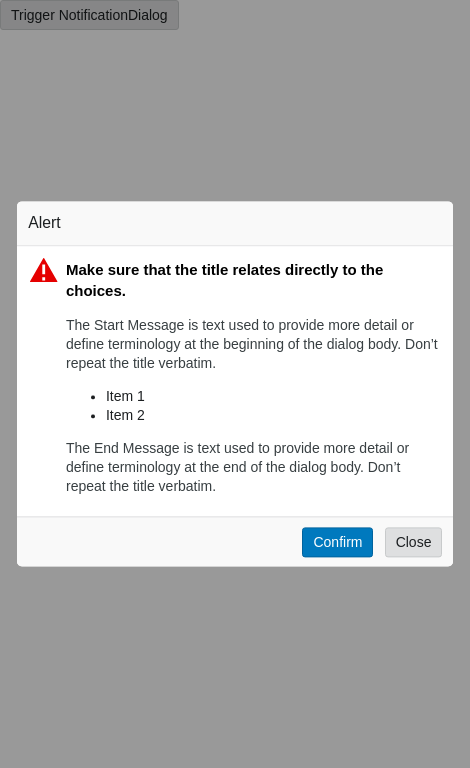 Trigger NotificationDialog
Alert
Make sure that the title relates directly to the
choices.
The Start Message is text used to provide more detail or
define terminology at the beginning of the dialog body. Don’t
repeat the title verbatim.
• Item 1
• Item 2
The End Message is text used to provide more detail or
define terminology at the end of the dialog body. Don’t
repeat the title verbatim.
Confirm Close